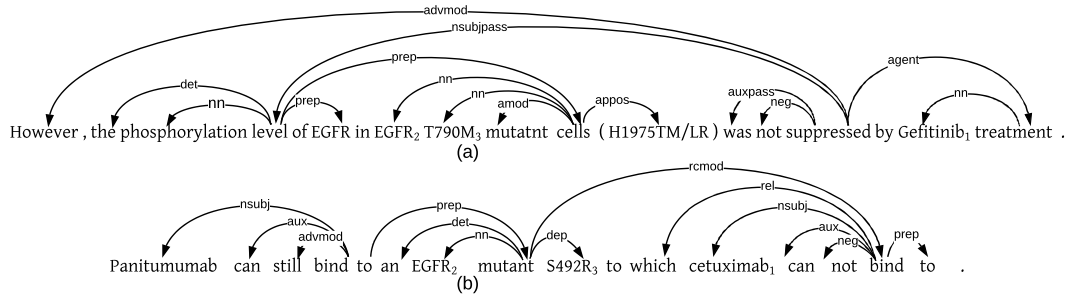 advmod
nsubjpass
prep agent
det nn auxpass nn
nn prep nn amod appos neg
However , the phosphorylation level of EGFR in EGFR2 T790M3 mutatnt cells ( H1975TM/LR ) was not suppressed by Gefitinib1 treatment .
(a)
rcmod
rel
nsubj prep nsubj
aux det aux prep
advmod nn dep neg
Panitumumab can still bind to an EGFR2 mutant S492R3 to which cetuximab1 can not bind to .
(b)